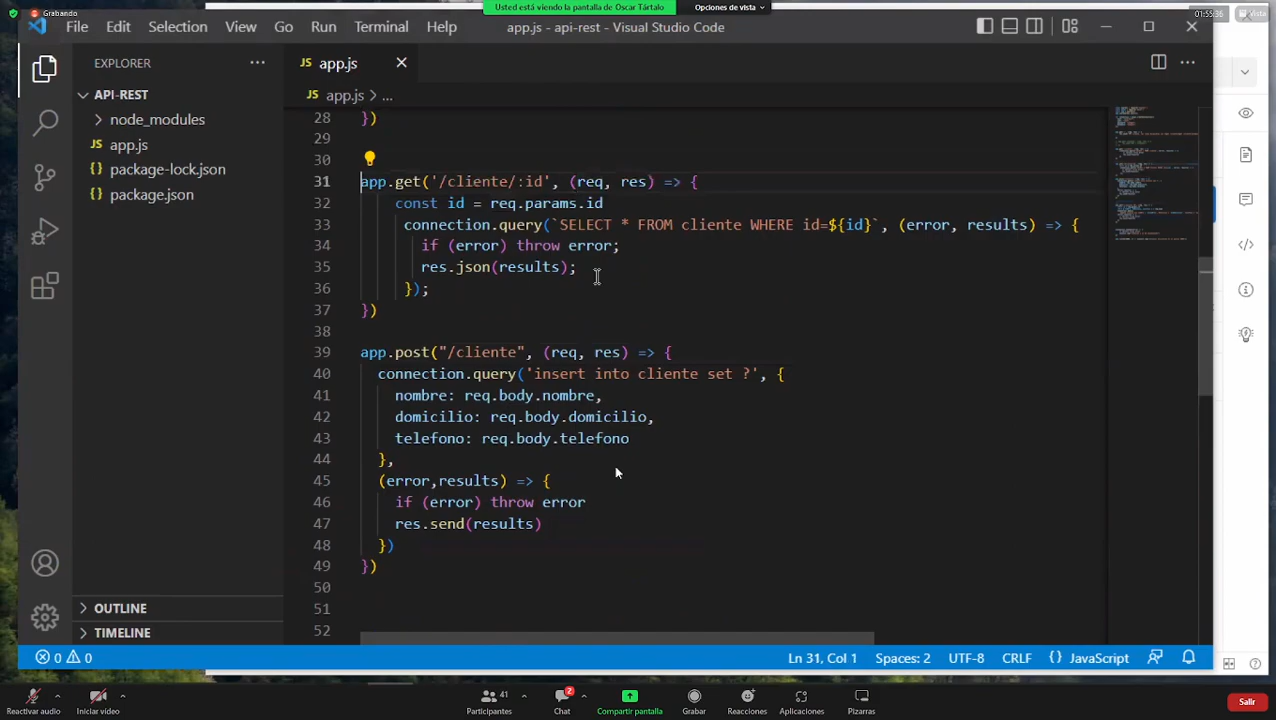 Grabando
Usted está viendo la pantalla de Oscar Tártalo
Opciones de vista
01:55:36
Vista
File Edit Selection View Go Run Terminal Help
app.js - api-rest - Visual Studio Code
EXPLORER
JS app.js
API-REST
JS app.js > ...
node_modules
JS app.js
package-lock.json
package.json
28 })
29
30
31 app.get('/cliente/:id', (req, res) => {
32 const id = req.params.id
33 connection.query(`SELECT * FROM cliente WHERE id=${id}`, (error, results) => {
34 if (error) throw error;
35 res.json(results);
36 });
37 })
38
39 app.post("/cliente", (req, res) => {
40 connection.query('insert into cliente set ?', {
41 nombre: req.body.nombre,
42 domicilio: req.body.domicilio,
43 telefono: req.body.telefono
44 },
45 (error,results) => {
46 if (error) throw error
47 res.send(results)
48 })
49 })
50
51
52
OUTLINE
TIMELINE
0 0
Ln 31, Col 1 Spaces: 2 UTF-8 CRLF {} JavaScript
Reactivar audio
Iniciar video
41
Participantes
2
Chat
Compartir pantalla
Grabar
Reacciones
Aplicaciones
Pizarras
Salir